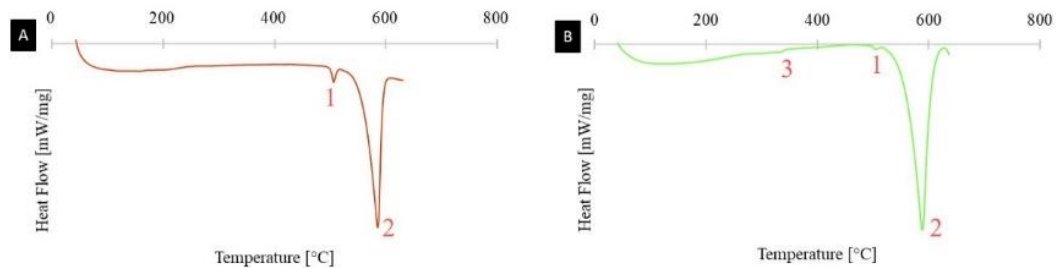 A
0 200 400 600 800
1
2
Heat Flow [mW/mg]
Temperature [°C]
B
0 200 400 600 800
3 1
2
Heat Flow [mW/mg]
Temperature [°C]